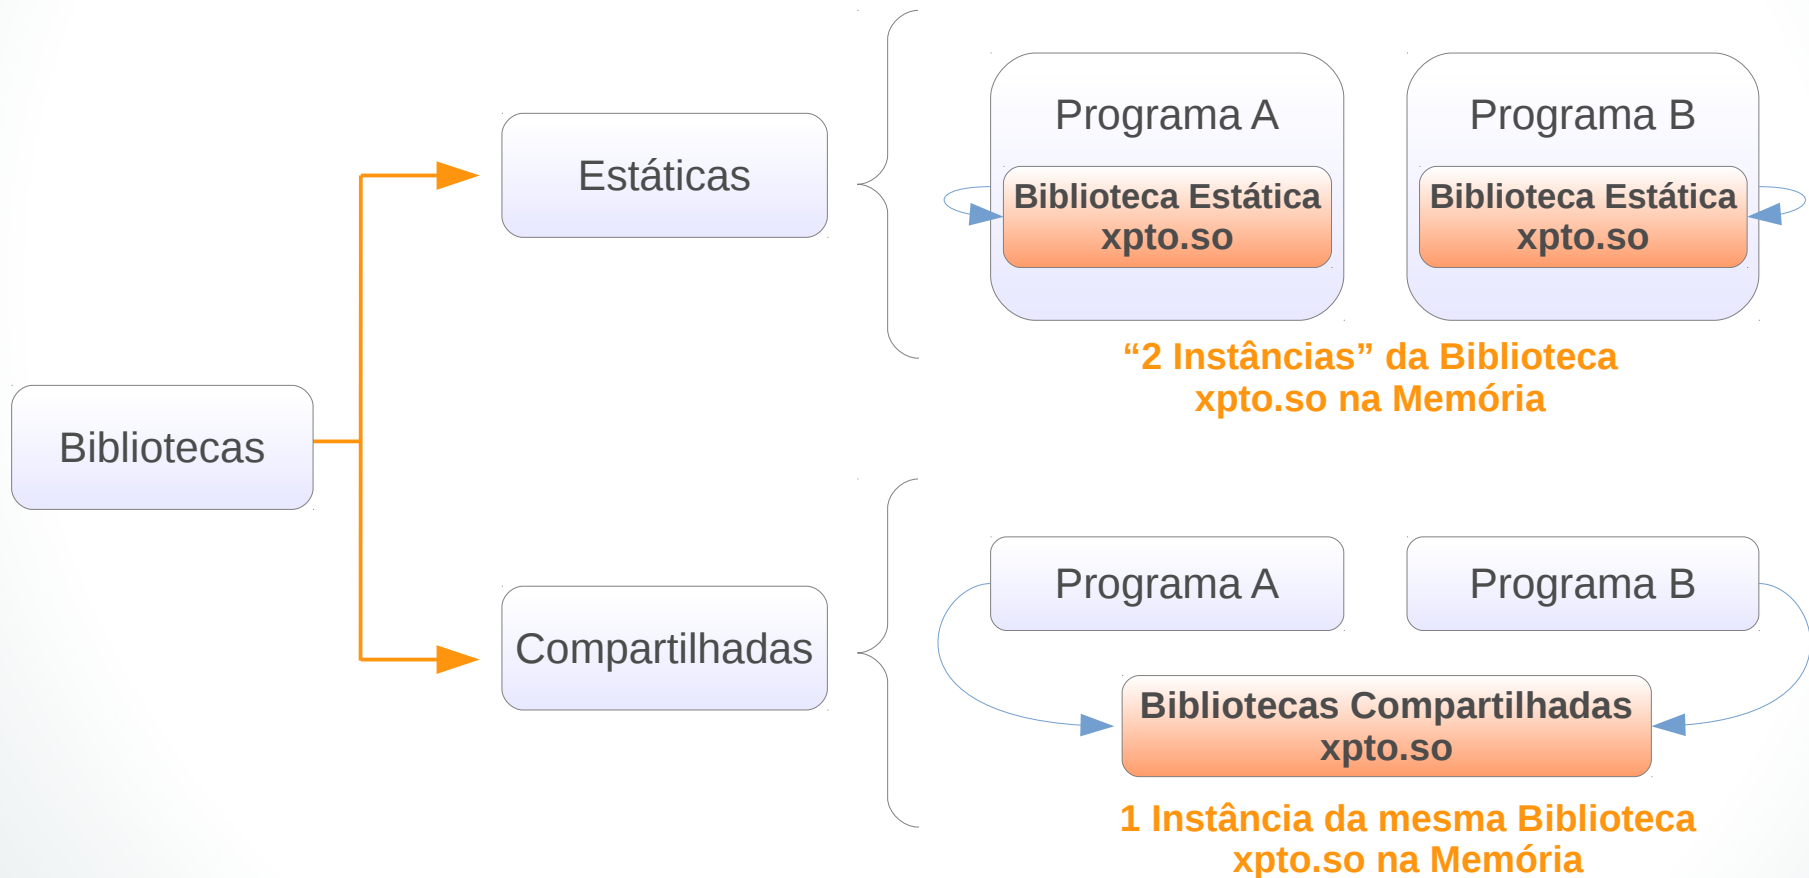 Bibliotecas
Estáticas
Programa A
Biblioteca Estática
xpto.so
Programa B
Biblioteca Estática
xpto.so
“2 Instâncias” da Biblioteca
xpto.so na Memória
Compartilhadas
Programa A
Programa B
Bibliotecas Compartilhadas
xpto.so
1 Instância da mesma Biblioteca
xpto.so na Memória